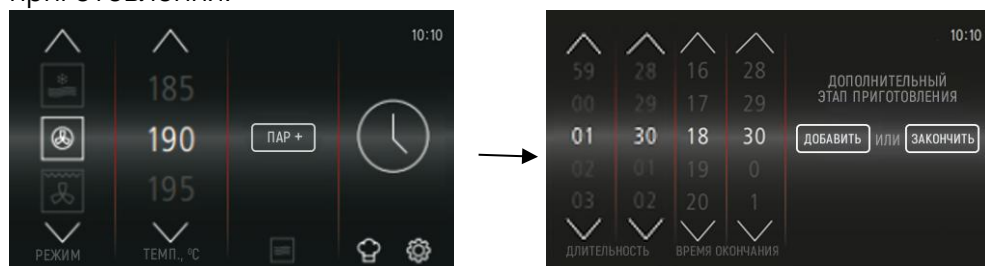 приготовления.
10:10
185
190
ПАР +
195
РЕЖИМ
ТЕМП., °C
10:10
59 28 16 28
00 29 17 29
01 30 18 30
02 01 19 0
03 02 20 1
ДЛИТЕЛЬНОСТЬ ВРЕМЯ ОКОНЧАНИЯ
ДОПОЛНИТЕЛЬНЫЙ
ЭТАП ПРИГОТОВЛЕНИЯ
ДОБАВИТЬ ИЛИ ЗАКОНЧИТЬ